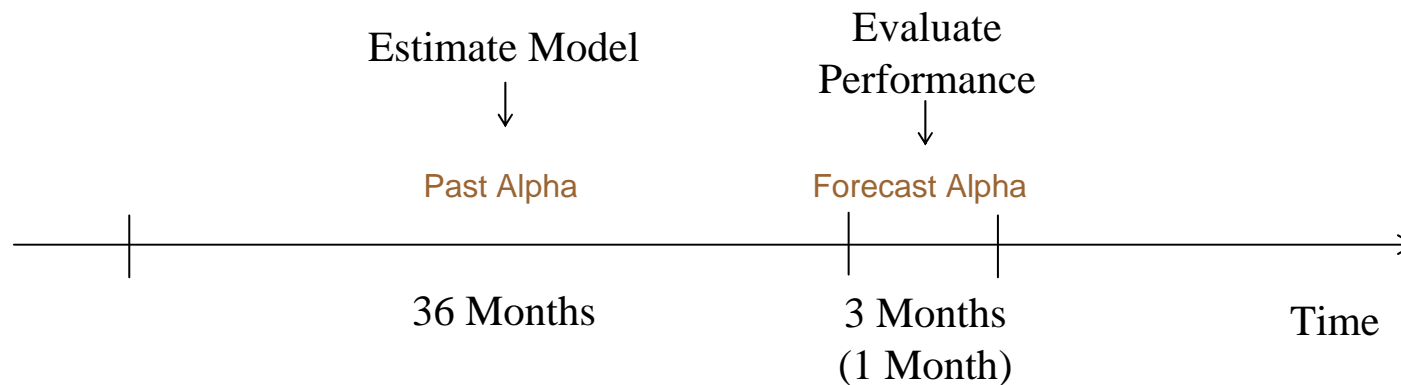 Estimate Model
Evaluate
Performance
Past Alpha
Forecast Alpha
36 Months
3 Months
(1 Month)
Time